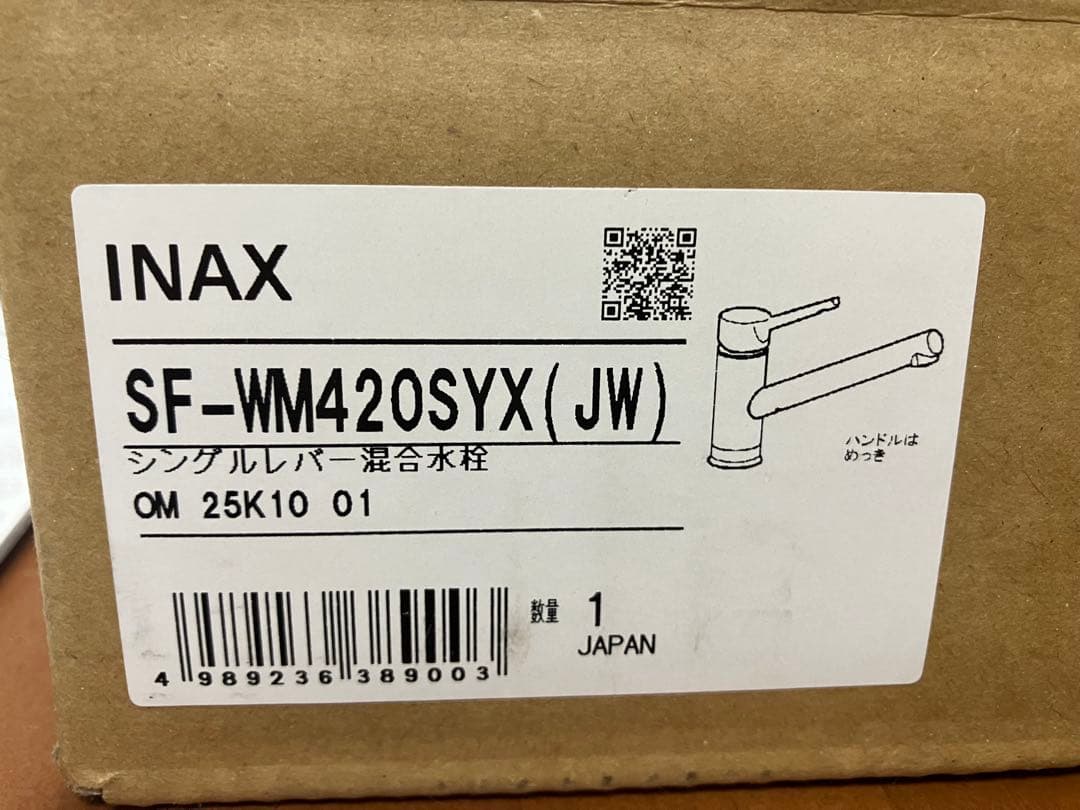 INAX
SF-WM420SYX(JW)
シングルレバー混合水栓
OM 25K10 01
ハンドルは
めっき
数量 1
JAPAN
4 989236 389003